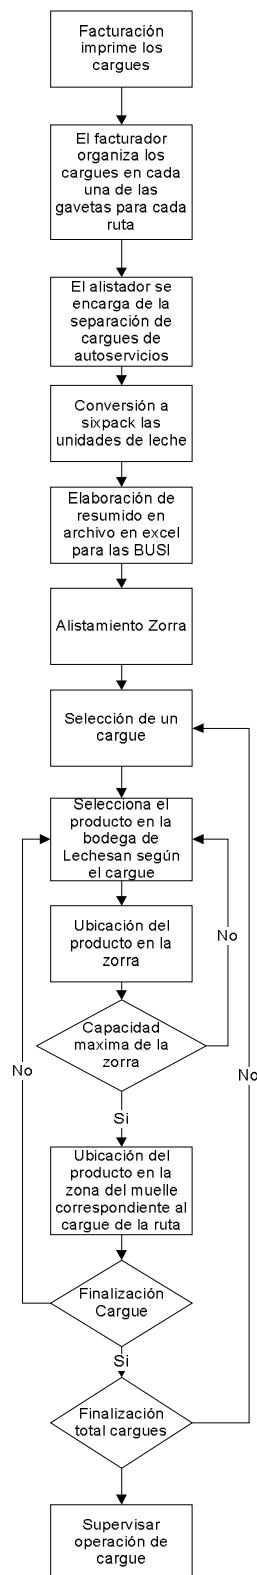 Facturación
imprime los
cargues
El facturador
organiza los
cargues en cada
una de las
gavetas para cada
ruta
El alistador se
encarga de la
separación de
cargues de
autoservicios
Conversión a
sixpack las
unidades de leche
Elaboración de
resumido en
archivo en excel
para las BUSI
Alistamiento Zorra
Selección de un
cargue
Selecciona el
producto en la
bodega de
Lechesan según
el cargue
Ubicación del
producto en la
zorra
No
Capacidad
maxima de la
zorra
No
No
Si
Ubicación del
producto en la
zona del muelle
correspondiente al
cargue de la ruta
Finalización
Cargue
Si
Finalización
total cargues
Supervisar
operación de
cargue